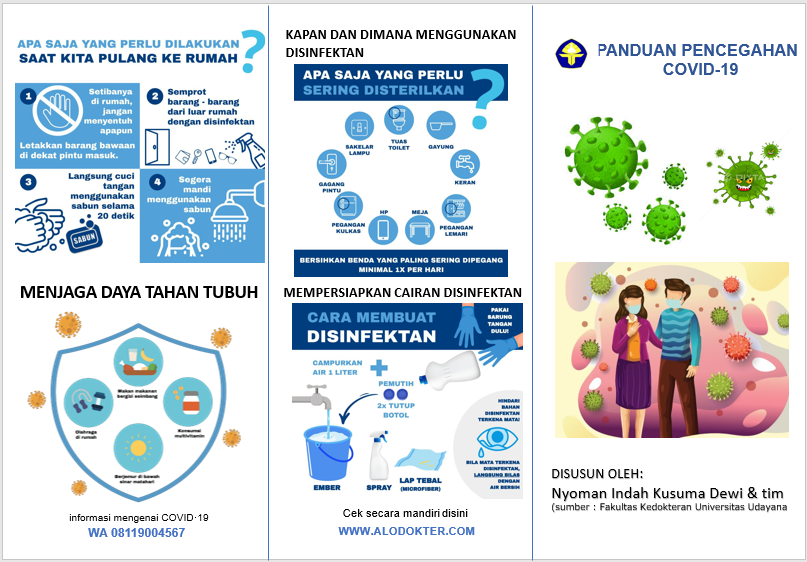 APA SAJA YANG PERLU DILAKUKAN
SAAT KITA PULANG KE RUMAH
?
1
Setibanya
di rumah,
jangan
menyentuh
apapun
Letakkan barang bawaan
di dekat pintu masuk.
2
Semprot
barang - barang
dari luar rumah
dengan disinfektan
3
Langsung cuci
tangan
menggunakan
sabun selama
20 detik
SABUN
4
Segera
mandi
menggunakan
sabun
MENJAGA DAYA TAHAN TUBUH
Makan makanan
bergizi seimbang
Olahraga
di rumah
Konsumsi
multivitamin
Berjemur di bawah
sinar matahari
informasi mengenai COVID-19
WA 08119004567
KAPAN DAN DIMANA MENGGUNAKAN
DISINFEKTAN
APA SAJA YANG PERLU
SERING DISTERILKAN
?
SAKELAR
LAMPU
TUAS
TOILET
GAYUNG
GAGANG
PINTU
KERAN
PEGANGAN
KULKAS
HP
MEJA
PEGANGAN
LEMARI
BERSIHKAN BENDA YANG PALING SERING DIPEGANG
MINIMAL 1X PER HARI
MEMPERSIAPKAN CAIRAN DISINFEKTAN
CARA MEMBUAT
DISINFEKTAN
PAKAI
SARUNG
TANGAN
DULU!
CAMPURKAN
AIR 1 LITER
+
PEMUTIH
2x TUTUP
BOTOL
HINDARI
BAHAN
DISINFEKTAN
TERKENA MATA!
BILA MATA TERKENA
DISINFEKTAN,
LANGSUNG BILAS
DENGAN
AIR BERSIH
EMBER
SPRAY
LAP TEBAL
(MICROFIBER)
Cek secara mandiri disini
WWW.ALODOKTER.COM
PANDUAN PENCEGAHAN
COVID-19
DISUSUN OLEH:
Nyoman Indah Kusuma Dewi & tim
(sumber : Fakultas Kedokteran Universitas Udayana